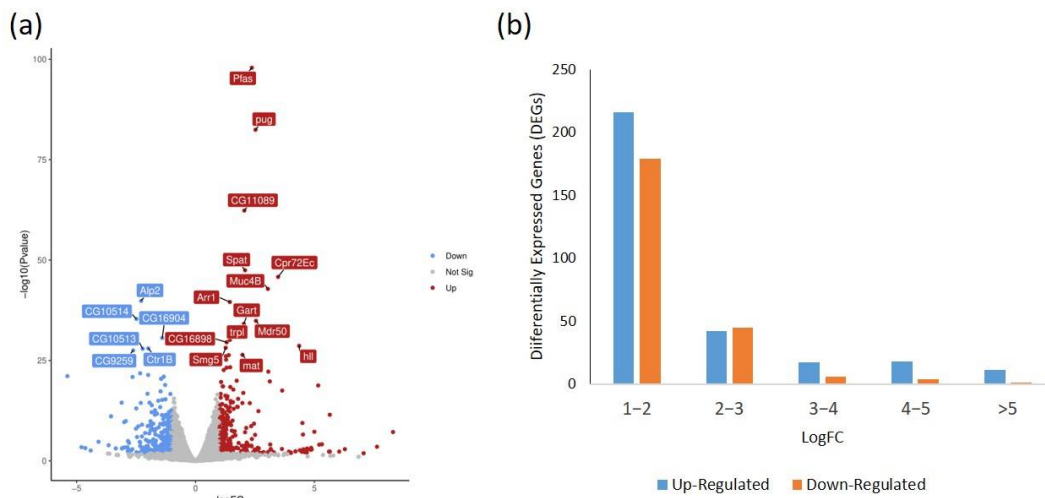 (a)
(b)
100
75
50
25
0
−log10(Pvalue)
Pfas
pug
CG11089
Spat
Cpr72Ec
Muc4B
Arr1
Gart
Mdr50
trpl
CG16898
Smg5
mat
hll
Alp2
CG10514
CG16904
CG10513
CG9259
Ctr1B
Down
Not Sig
Up
−5
0
5
250
200
150
100
50
0
Diifferentially Expressed Genes (DEGs)
1−2
2−3
3−4
4−5
>5
LogFC
Up-Regulated
Down-Regulated